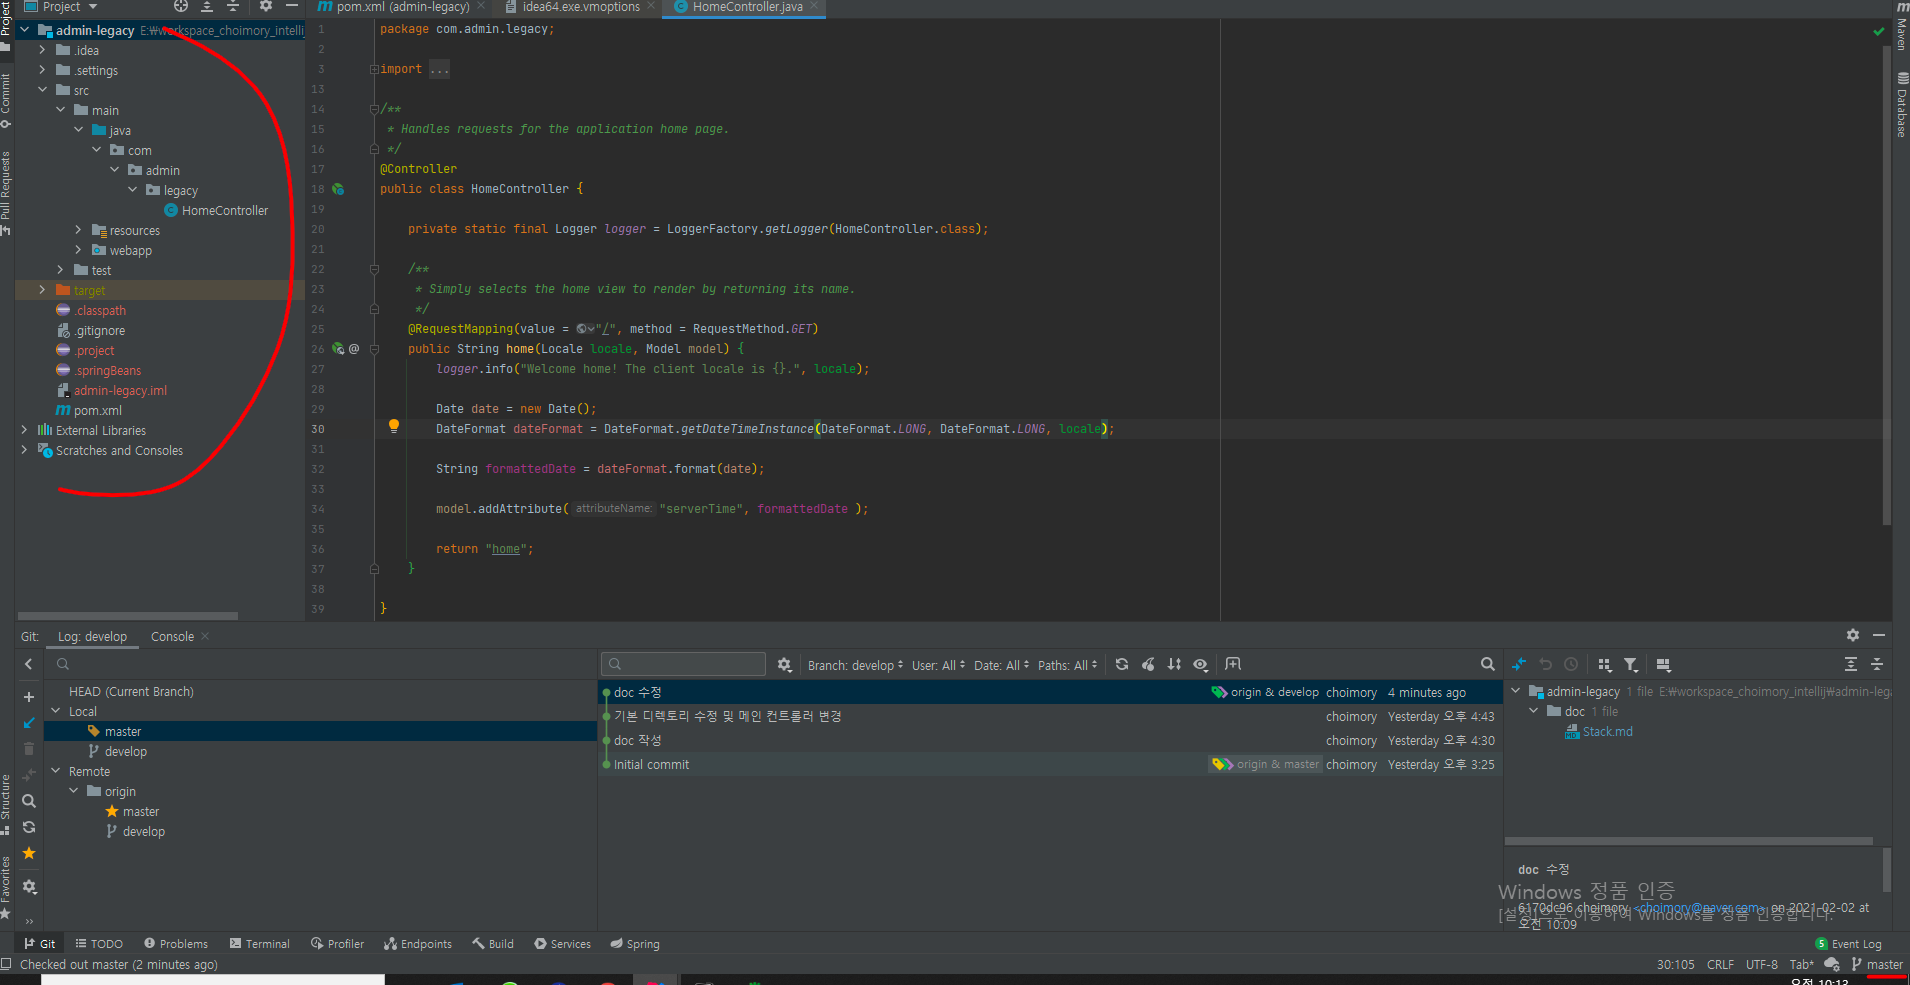 Project
pom.xml (admin-legacy)
idea64.exe.vmoptions
HomeController.java
Project
Commit
Pull Requests
Structure
Favorites
admin-legacy E:₩workspace_choimory_intellij
.idea
.settings
src
main
java
com
admin
legacy
HomeController
resources
webapp
test
target
.classpath
.gitignore
.project
.springBeans
admin-legacy.iml
pom.xml
External Libraries
Scratches and Consoles
1 package com.admin.legacy;
2
3 import ...
13
14 /**
15 * Handles requests for the application home page.
16 */
17 @Controller
18 public class HomeController {
19
20 private static final Logger logger = LoggerFactory.getLogger(HomeController.class);
21
22 /**
23 * Simply selects the home view to render by returning its name.
24 */
25 @RequestMapping(value = "/", method = RequestMethod.GET)
26 @ public String home(Locale locale, Model model) {
27 logger.info("Welcome home! The client locale is {}.", locale);
28
29 Date date = new Date();
30 DateFormat dateFormat = DateFormat.getDateTimeInstance(DateFormat.LONG, DateFormat.LONG, locale);
31
32 String formattedDate = dateFormat.format(date);
33
34 model.addAttribute( attributeName: "serverTime", formattedDate );
35
36 return "home";
37 }
38
39 }
Maven
Database
Git: Log: develop Console
HEAD (Current Branch)
Local
master
develop
Remote
origin
master
develop
Branch: develop User: All Date: All Paths: All
doc 수정 origin & develop choimory 4 minutes ago
기본 디렉토리 수정 및 메인 컨트롤러 변경 choimory Yesterday 오후 4:43
doc 작성 choimory Yesterday 오후 4:30
Initial commit origin & master choimory Yesterday 오후 3:25
admin-legacy 1 file E:₩workspace_choimory_intellij₩admin-lega
doc 1 file
Stack.md
doc 수정
Windows 정품 인증
6170dc96 choimory <choimory@naver.com> on 2021-02-02 at
[설정]으로 이동하여 Windows를 정품 인증합니다.
오전 10:09
Git TODO Problems Terminal Profiler Endpoints Build Services Spring 5 Event Log
Checked out master (2 minutes ago) 30:105 CRLF UTF-8 Tab* master
오전 10:13